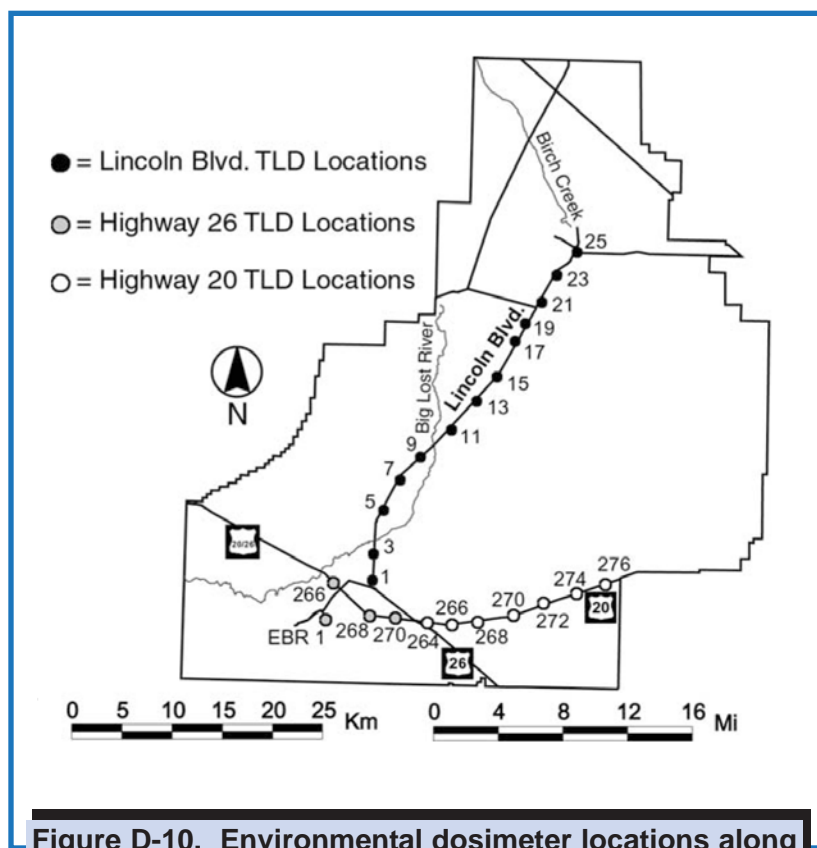 = Lincoln Blvd. TLD Locations
= Highway 26 TLD Locations
= Highway 20 TLD Locations
N
Birch Creek
Big Lost River
Lincoln Blvd.
25
23
21
19
17
15
13
11
9
7
5
3
1
20/26
266
EBR 1
268
270
264
266
268
270
272
274
276
20
26
0 5 10 15 20 25 Km
0 4 8 12 16 Mi
Figure D-10. Environmental dosimeter locations along